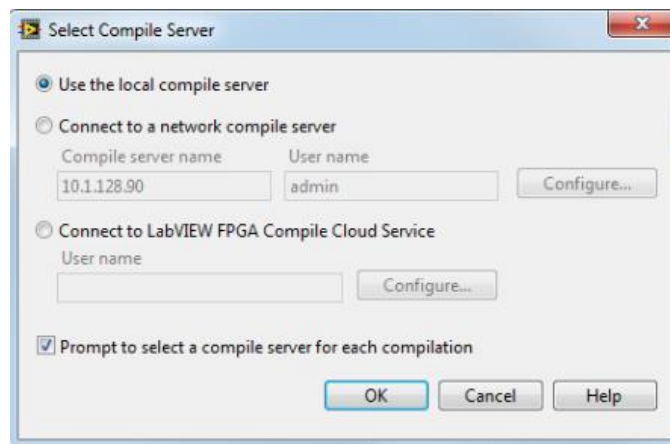 Select Compile Server
Use the local compile server
Connect to a network compile server
Compile server name User name
10.1.128.90 admin Configure...
Connect to LabVIEW FPGA Compile Cloud Service
User name
Configure...
Prompt to select a compile server for each compilation
OK Cancel Help